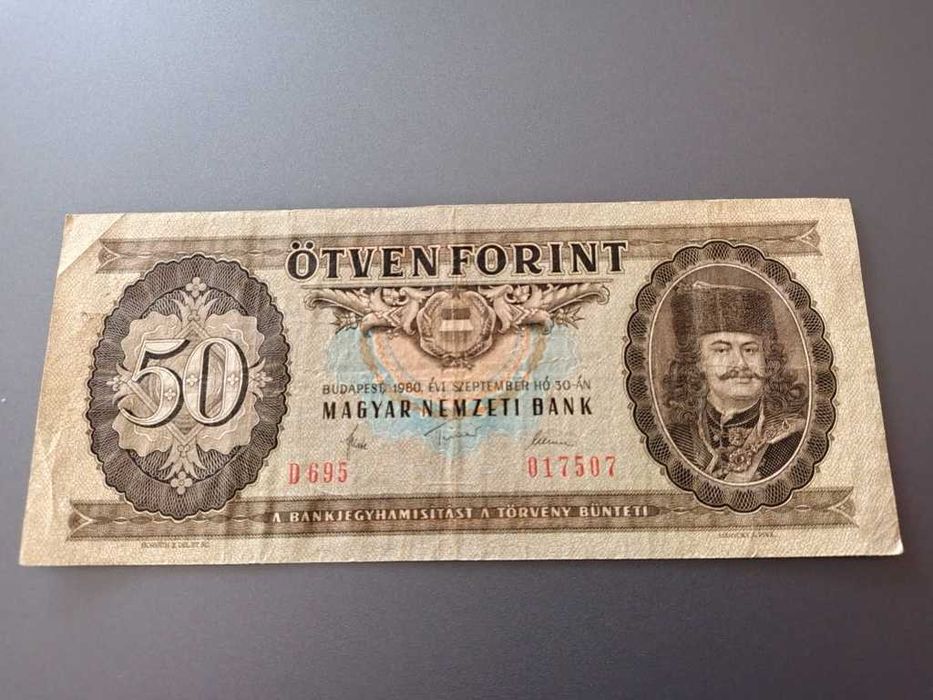 ÖTVEN FORINT
50
BUDAPEST, 1980. ÉVI SZEPTEMBER HÓ 30-ÁN
MAGYAR NEMZETI BANK
D 695
017507
A BANKJEGYHAMISÍTÁST A TÖRVÉNY BÜNTETI